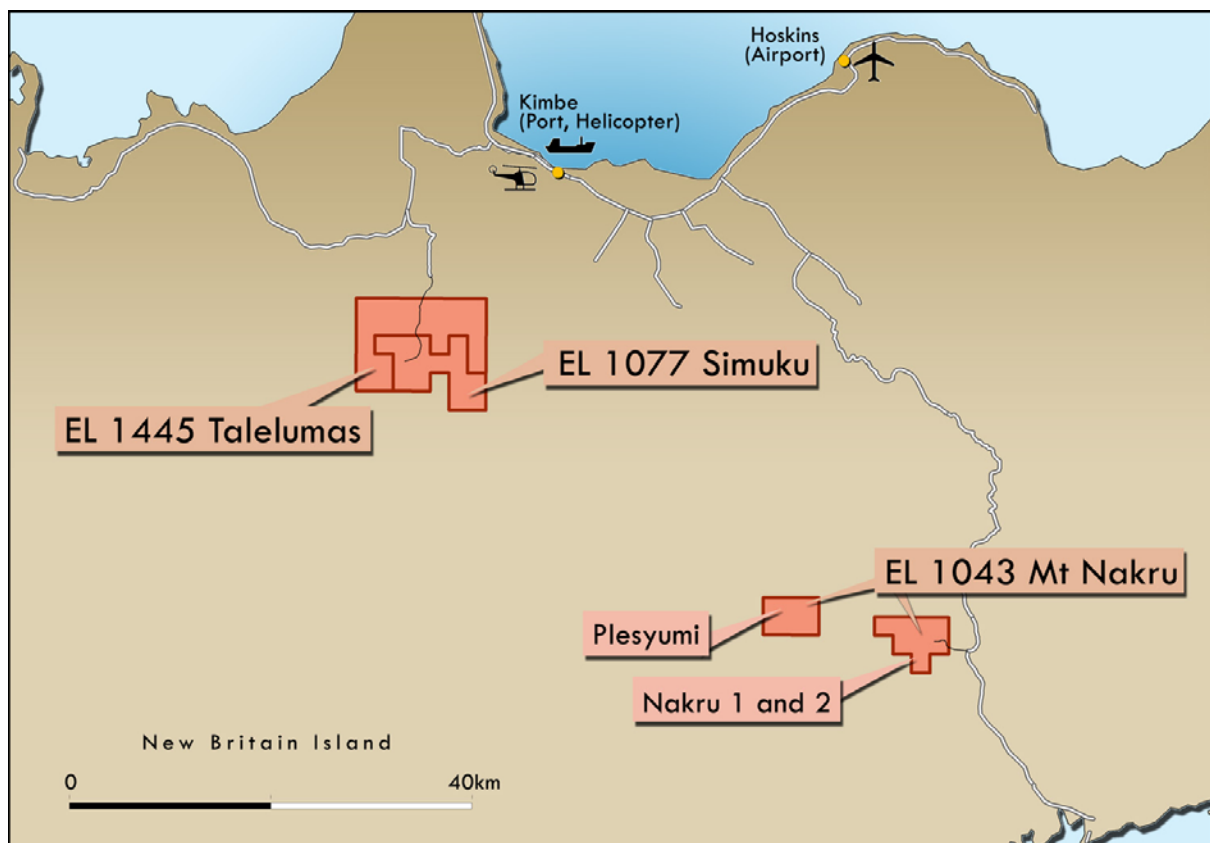 Hoskins
(Airport)
Kimbe
(Port, Helicopter)
EL 1077 Simuku
EL 1445 Talelumas
EL 1043 Mt Nakru
Plesyumi
Nakru 1 and 2
New Britain Island
0
40km